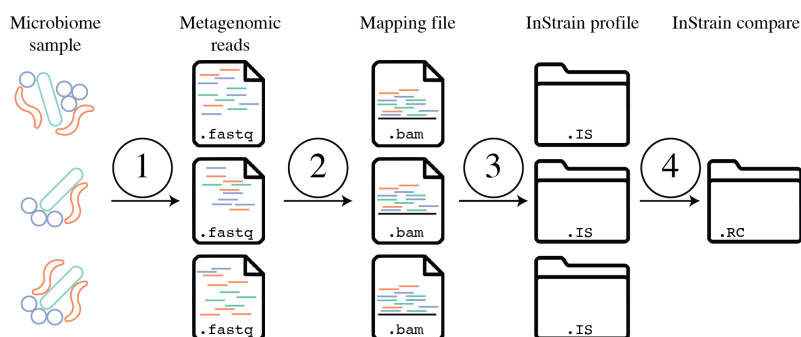 Microbiome
sample
Metagenomic
reads
Mapping file
InStrain profile
InStrain compare
1
2
3
4
.fastq
.bam
.IS
.fastq
.bam
.IS
.RC
.fastq
.bam
.IS